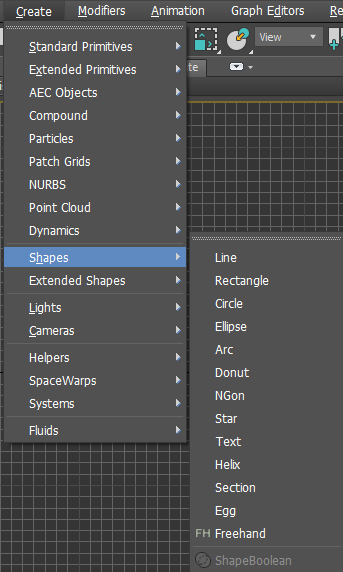 Create Modifiers Animation Graph Editors Re
View
te
Standard Primitives
Extended Primitives
AEC Objects
Compound
Particles
Patch Grids
NURBS
Point Cloud
Dynamics
Shapes
Extended Shapes
Lights
Cameras
Helpers
SpaceWarps
Systems
Fluids
Line
Rectangle
Circle
Ellipse
Arc
Donut
NGon
Star
Text
Helix
Section
Egg
FH Freehand
ShapeBoolean